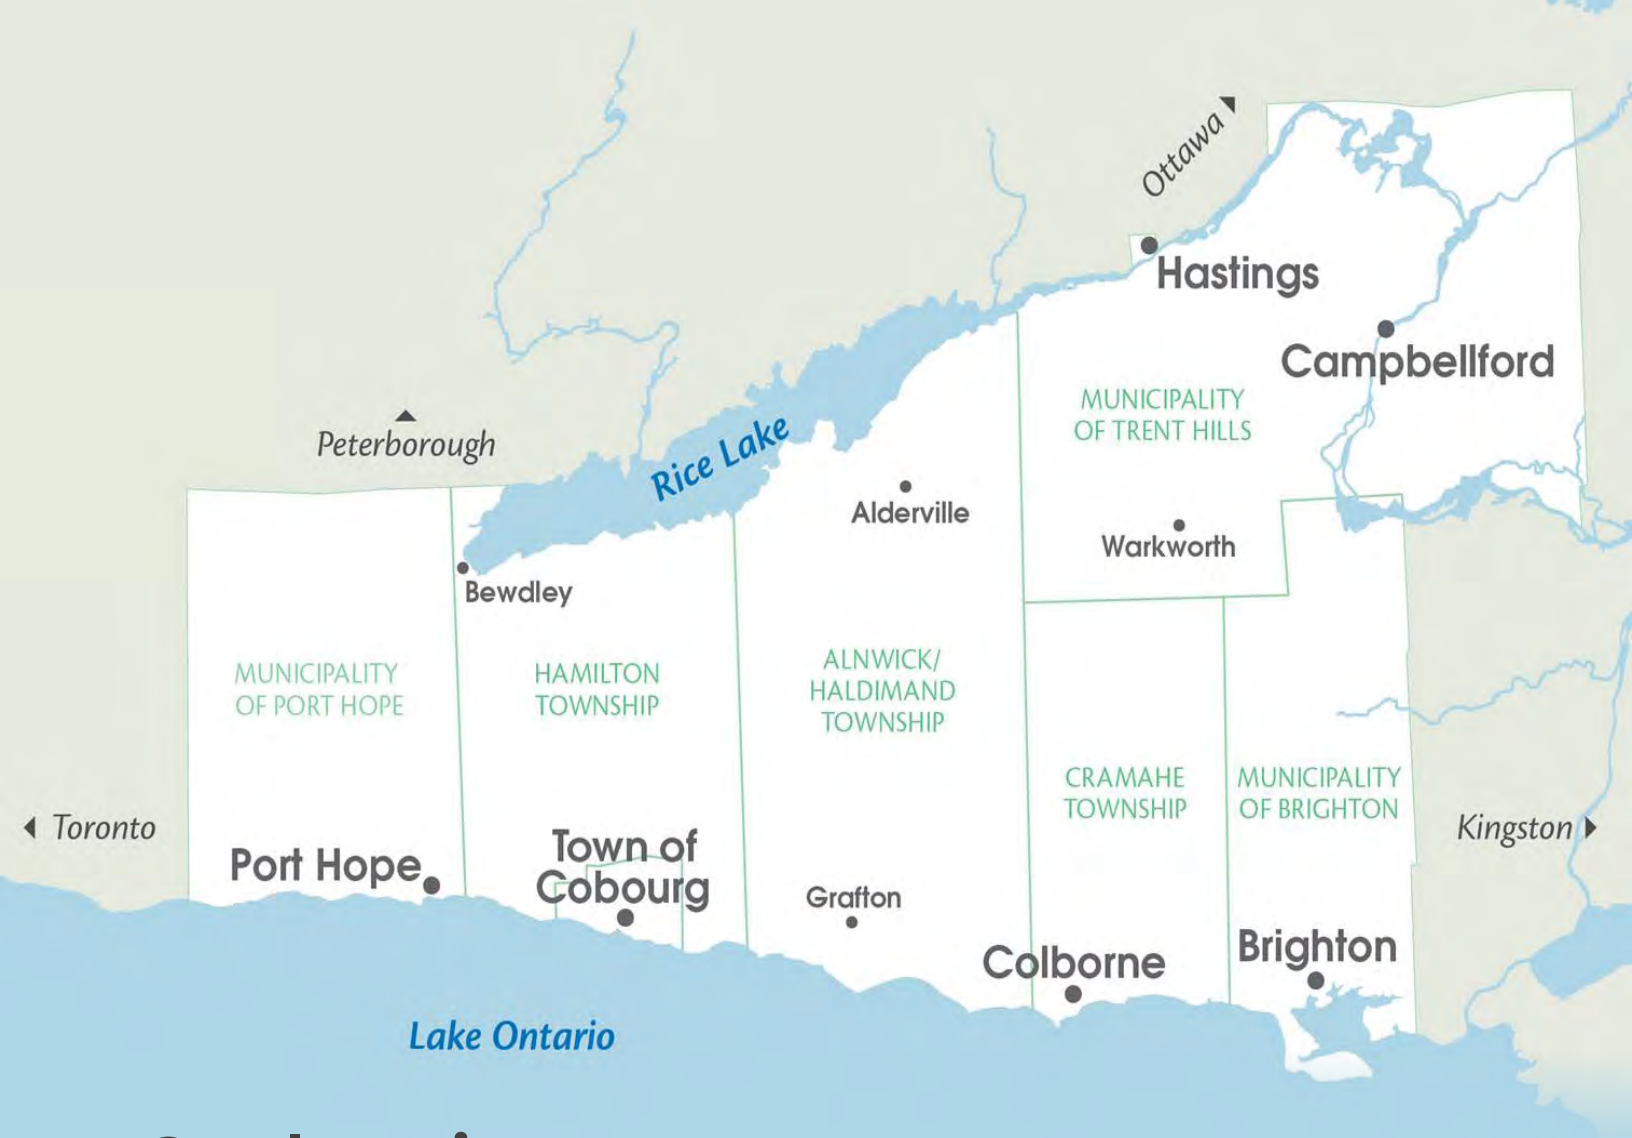 Ottawa
Hastings
Campbellford
MUNICIPALITY
OF TRENT HILLS
Peterborough
Rice Lake
Alderville
Warkworth
Bewdley
MUNICIPALITY
OF PORT HOPE
HAMILTON
TOWNSHIP
ALNWICK/
HALDIMAND
TOWNSHIP
CRAMAHE
TOWNSHIP
MUNICIPALITY
OF BRIGHTON
Toronto
Kingston
Port Hope
Town of
Cobourg
Grafton
Colborne
Brighton
Lake Ontario